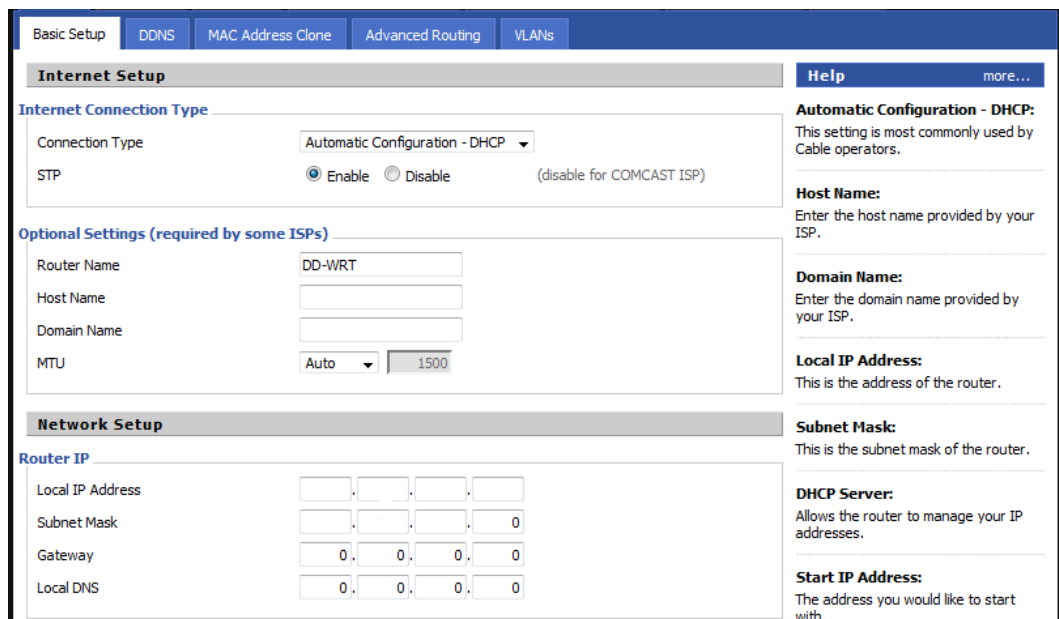 Basic Setup DDNS MAC Address Clone Advanced Routing VLANs
Internet Setup
Internet Connection Type
Connection Type Automatic Configuration - DHCP
STP Enable Disable (disable for COMCAST ISP)
Optional Settings (required by some ISPs)
Router Name DD-WRT
Host Name
Domain Name
MTU Auto 1500
Network Setup
Router IP
Local IP Address . . .
Subnet Mask . . . 0
Gateway 0. 0. 0. 0
Local DNS 0. 0. 0. 0
Help more...
Automatic Configuration - DHCP:
This setting is most commonly used by
Cable operators.
Host Name:
Enter the host name provided by your
ISP.
Domain Name:
Enter the domain name provided by
your ISP.
Local IP Address:
This is the address of the router.
Subnet Mask:
This is the subnet mask of the router.
DHCP Server:
Allows the router to manage your IP
addresses.
Start IP Address:
The address you would like to start
with